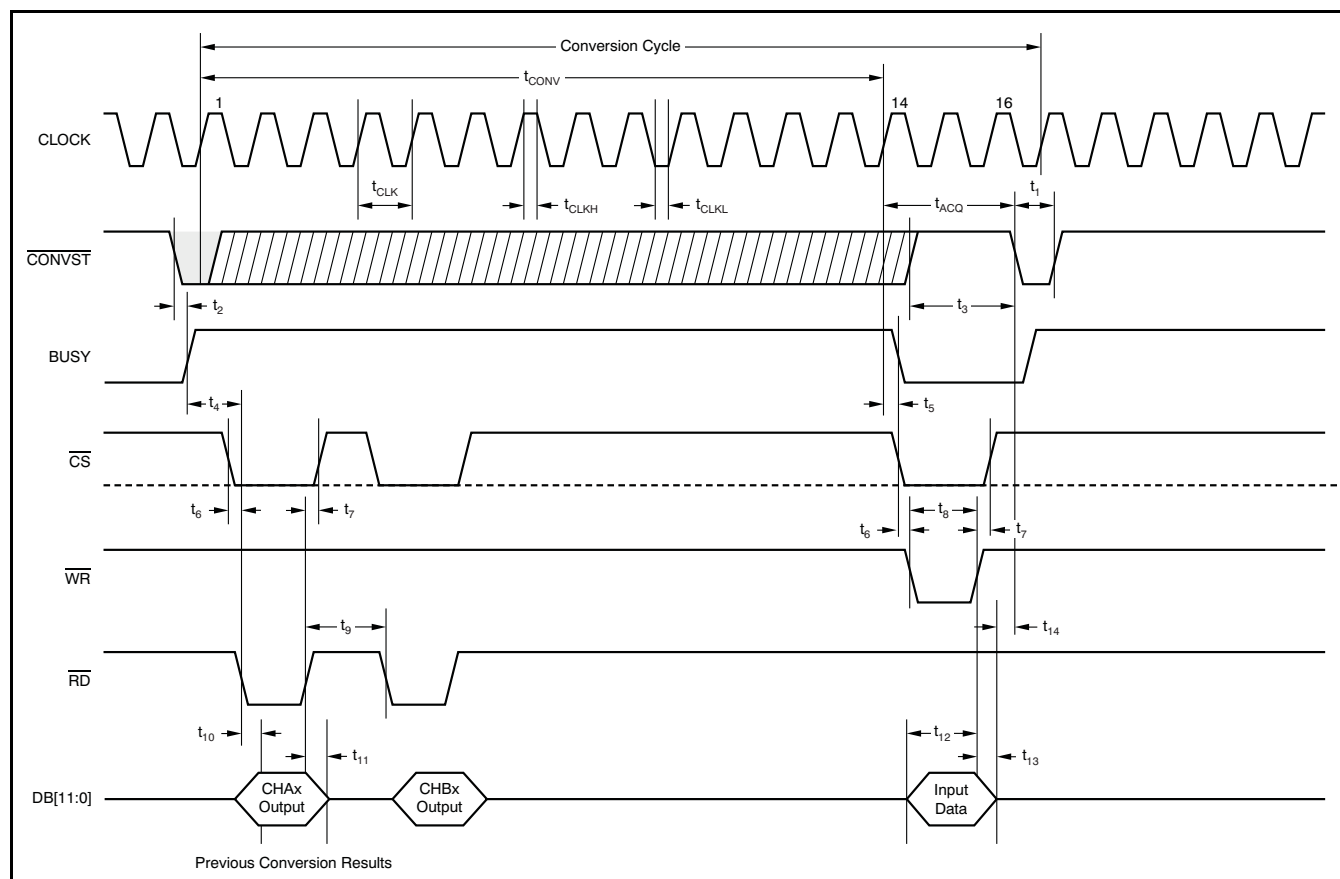 Conversion Cycle
tCONV
1
14
16
CLOCK
tCLK
tCLKH
tCLKL
tACQ
t1
CONVST
t2
t3
BUSY
t4
t5
CS
t6
t7
t8
t6
t7
WR
t9
t14
RD
t10
t11
t12
t13
DB[11:0]
CHAx
Output
CHBx
Output
Input
Data
Previous Conversion Results